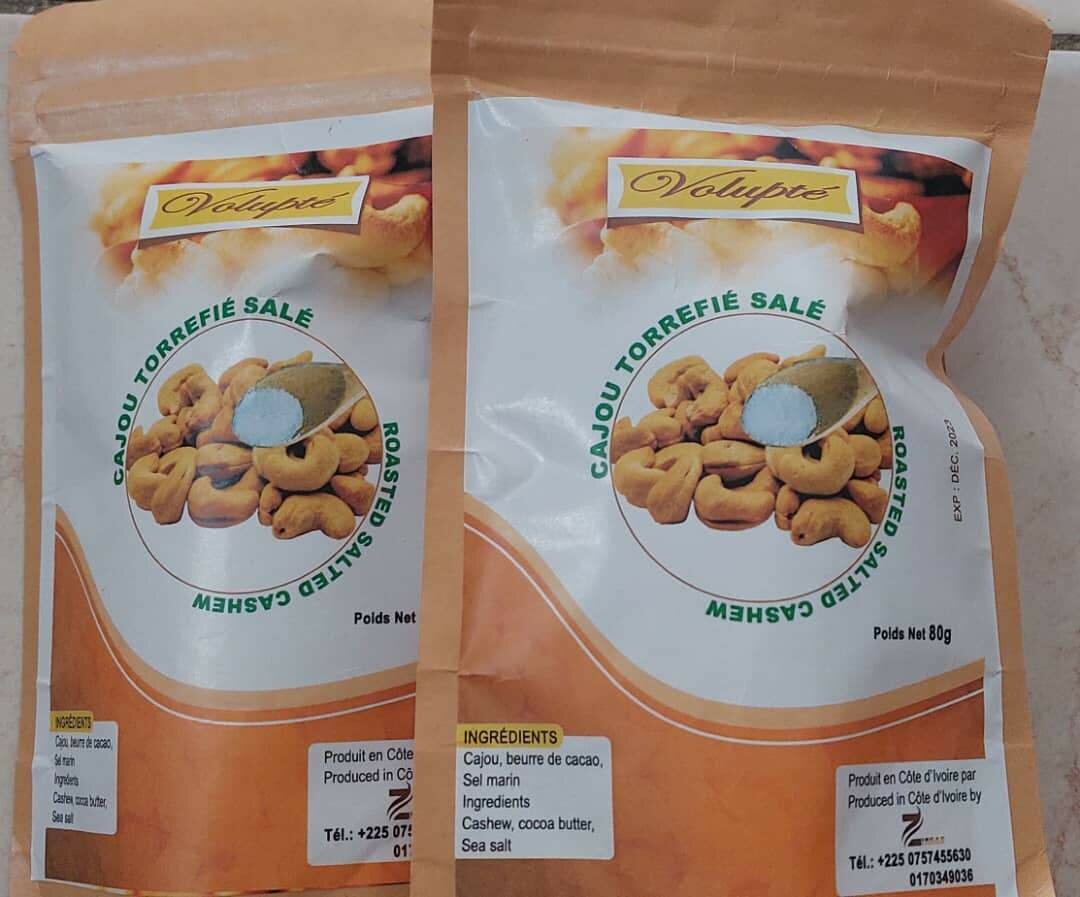 Volupté
CAJOU TORREFIÉ SALÉ
ROASTED SALTED CASHEW
Poids Net
INGRÉDIENTS
Cajou, beurre de cacao,
Sel marin
Ingredients
Cashew, cocoa butter,
Sea salt
Produit en Côte
Produced in Cô
Tél.: +225 075
017
Volupté
CAJOU TORREFIÉ SALÉ
ROASTED SALTED CASHEW
EXP : DÉC. 2023
Poids Net 80g
INGRÉDIENTS
Cajou, beurre de cacao,
Sel marin
Ingredients
Cashew, cocoa butter,
Sea salt
Produit en Côte d'Ivoire par
Produced in Côte d'Ivoire by
Tél.: +225 0757455630
0170349036